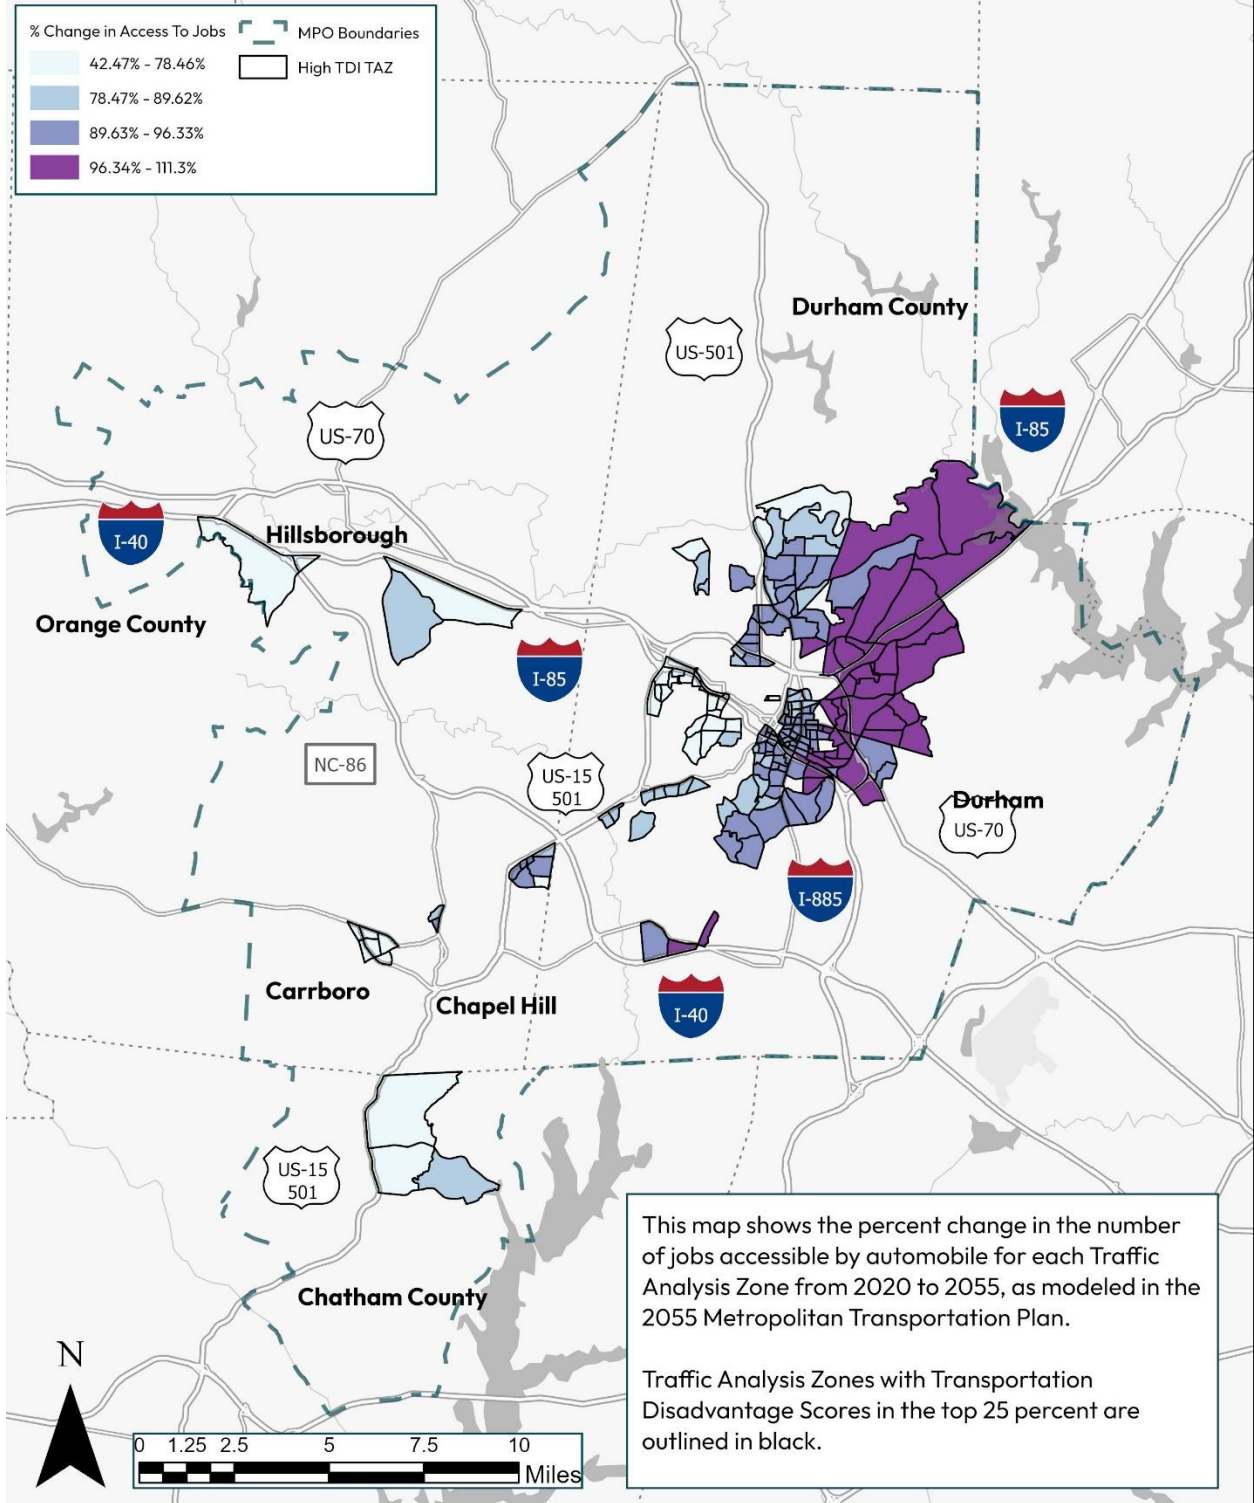 % Change in Access To Jobs
42.47% - 78.46%
78.47% - 89.62%
89.63% - 96.33%
96.34% - 111.3%
MPO Boundaries
High TDI TAZ
Durham County
US-501
I-85
US-70
I-40
Hillsborough
Orange County
I-85
NC-86
US-15
501
Durham
US-70
I-885
Carrboro
Chapel Hill
I-40
US-15
501
Chatham County
This map shows the percent change in the number
of jobs accessible by automobile for each Traffic
Analysis Zone from 2020 to 2055, as modeled in the
2055 Metropolitan Transportation Plan.
Traffic Analysis Zones with Transportation
Disadvantage Scores in the top 25 percent are
outlined in black.
N
0 1.25 2.5 5 7.5 10
Miles